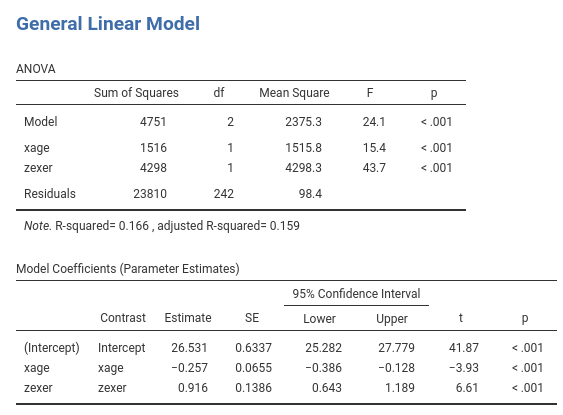 General Linear Model
ANOVA
Sum of Squares df Mean Square F p
Model 4751 2 2375.3 24.1 < .001
xage 1516 1 1515.8 15.4 < .001
zexer 4298 1 4298.3 43.7 < .001
Residuals 23810 242 98.4
Note. R-squared= 0.166 , adjusted R-squared= 0.159
Model Coefficients (Parameter Estimates)
95% Confidence Interval
Contrast Estimate SE Lower Upper t p
(Intercept) Intercept 26.531 0.6337 25.282 27.779 41.87 < .001
xage xage −0.257 0.0655 −0.386 −0.128 −3.93 < .001
zexer zexer 0.916 0.1386 0.643 1.189 6.61 < .001